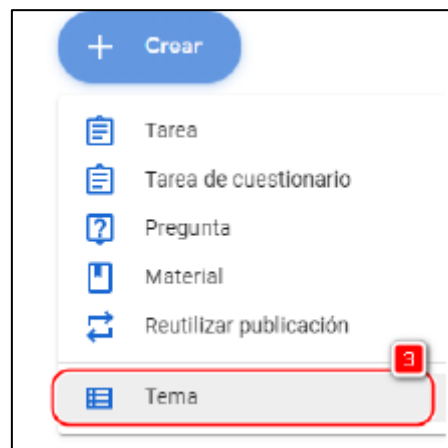 + Crear
Tarea
Tarea de cuestionario
Pregunta
Material
Reutilizar publicación
3
Tema